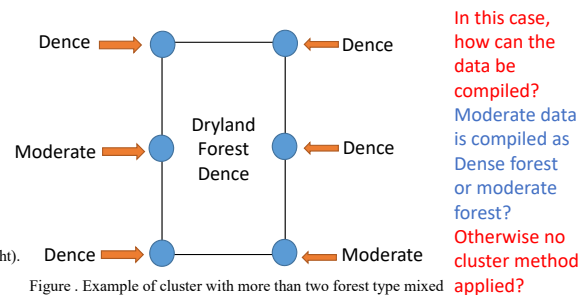 Dence
Dence
Moderate
Dryland
Forest
Dence
Dence
ht).
Dence
Moderate
Figure . Example of cluster with more than two forest type mixed
In this case,
how can the
data be
compiled?
Moderate data
is compiled as
Dense forest
or moderate
forest?
Otherwise no
cluster method
applied?